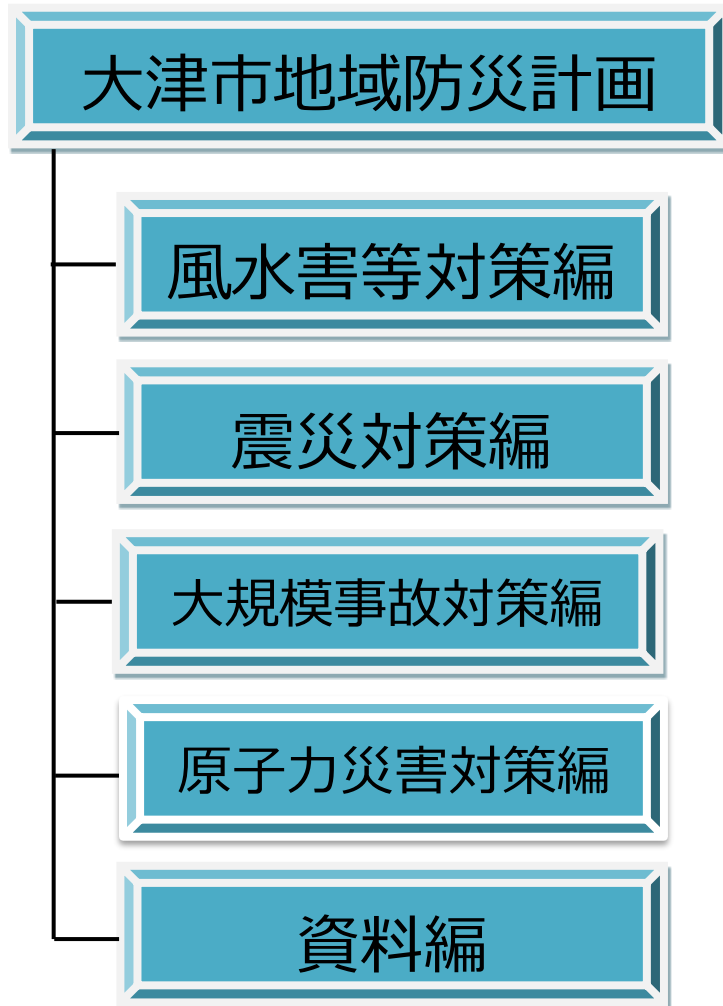 大津市地域防災計画
風水害等対策編
震災対策編
大規模事故対策編
原子力災害対策編
資料編